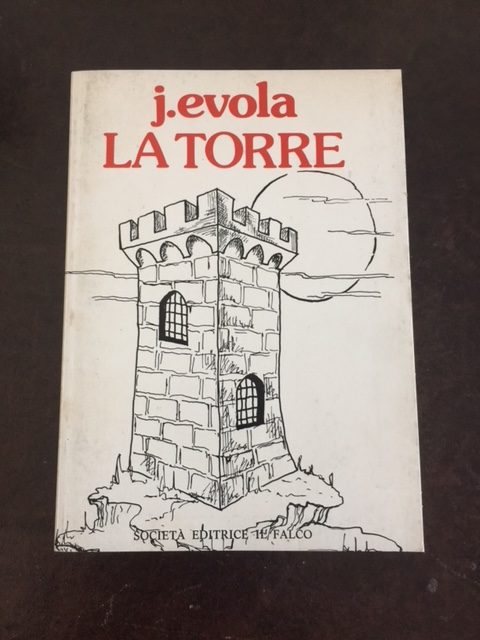 j.evola
LA TORRE
SOCIETÀ EDITRICE IL FALCO